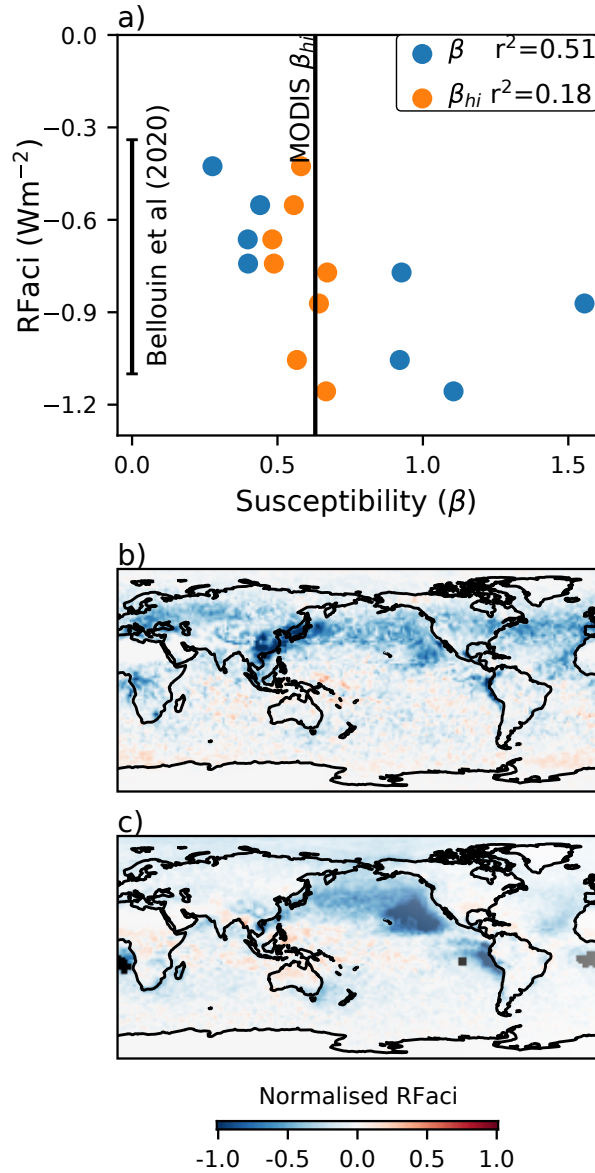 a)
0.0
−0.3
−0.6
−0.9
−1.2
RFaci (Wm⁻²)
Bellouin et al (2020)
MODIS βₕᵢ
β r²=0.51
βₕᵢ r²=0.18
0.0 0.5 1.0 1.5
Susceptibility (β)
b)
c)
Normalised RFaci
-1.0 -0.5 0.0 0.5 1.0